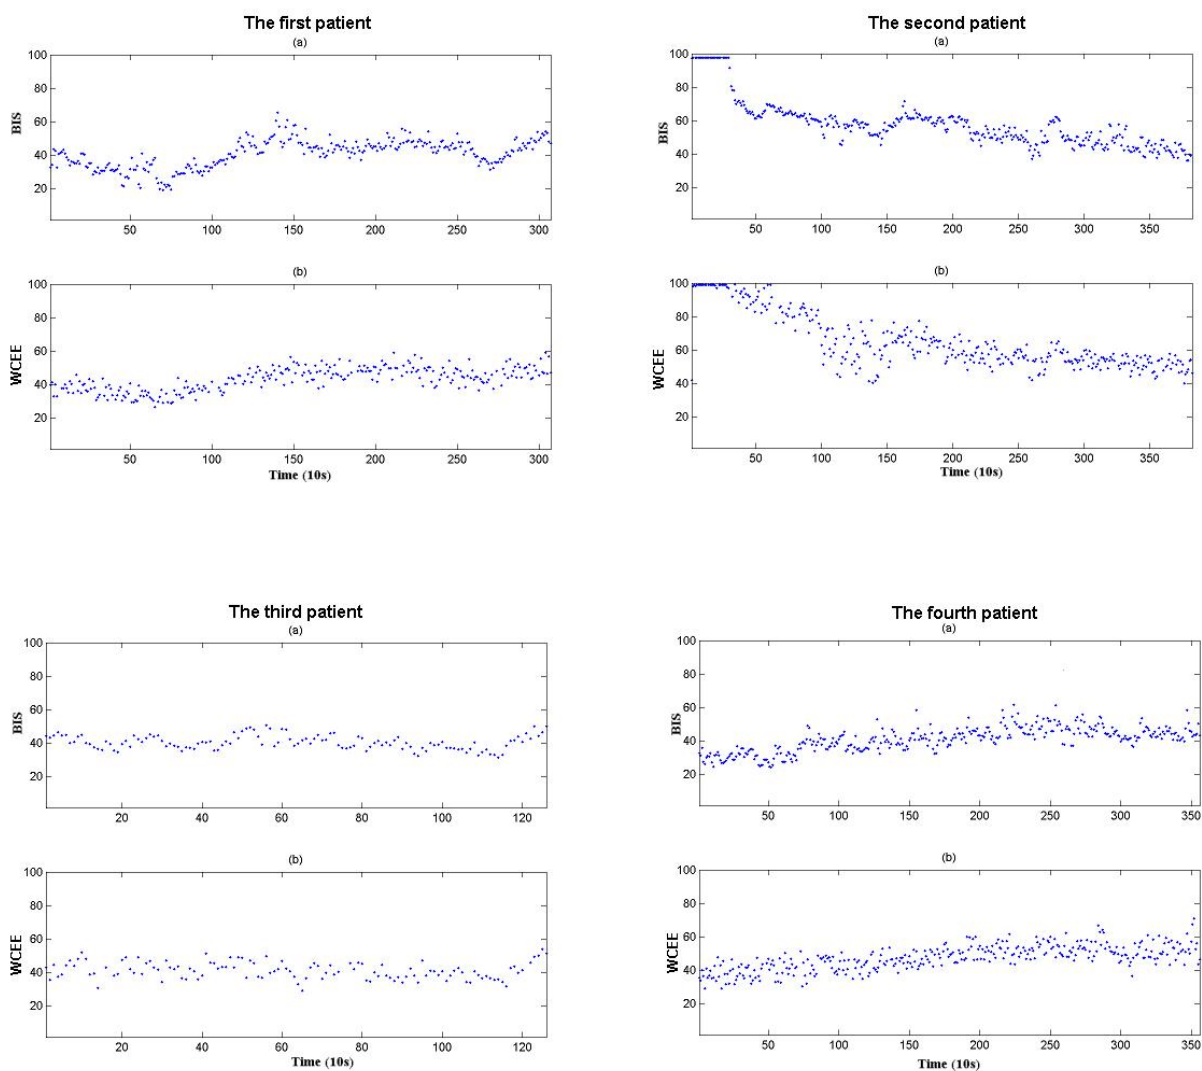 The first patient
(a)
100
80
60
40
20
BIS
50 100 150 200 250 300
(b)
100
80
60
40
20
WCEE
50 100 150 200 250 300
Time (10s)
The second patient
(a)
100
80
60
40
20
BIS
50 100 150 200 250 300 350
(b)
100
80
60
40
20
WCEE
50 100 150 200 250 300 350
Time (10s)
The third patient
(a)
100
80
60
40
20
BIS
20 40 60 80 100 120
(b)
100
80
60
40
20
WCEE
20 40 60 80 100 120
Time (10s)
The fourth patient
(a)
100
80
60
40
20
BIS
50 100 150 200 250 300 350
(b)
100
80
60
40
20
WCEE
50 100 150 200 250 300 350
Time (10s)